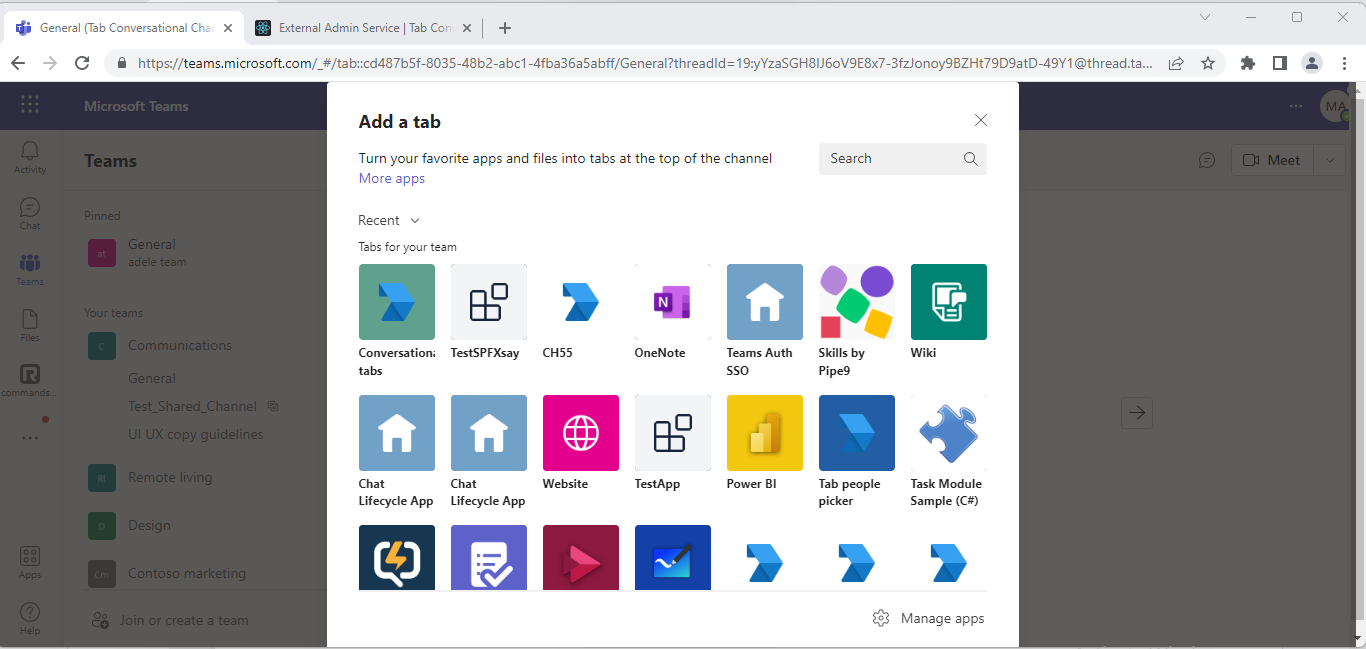 General (Tab Conversational Cha
External Admin Service | Tab Con
https://teams.microsoft.com/_#/tab::cd487b5f-8035-48b2-abc1-4fba36a5abff/General?threadId=19:yYzaSGH8IJ6oV9E8x7-3fzJonoy9BZHt79D9atD-49Y1@thread.ta...
Microsoft Teams
MA
Activity
Chat
Teams
Files
commands...
Apps
Help
Teams
Pinned
at
General
adele team
Your teams
C
Communications
General
Test_Shared_Channel
UI UX copy guidelines
Rl
Remote living
D
Design
Cm
Contoso marketing
Join or create a team
Meet
Add a tab
Turn your favorite apps and files into tabs at the top of the channel
More apps
Search
Recent
Tabs for your team
N
Conversationa
tabs
TestSPFXsay
CH55
OneNote
Teams Auth
SSO
Skills by
Pipe9
Wiki
Chat
Lifecycle App
Chat
Lifecycle App
Website
TestApp
Power BI
Tab people
picker
Task Module
Sample (C#)
Manage apps